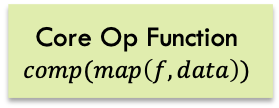 Core Op Function
comp(map(f, data))